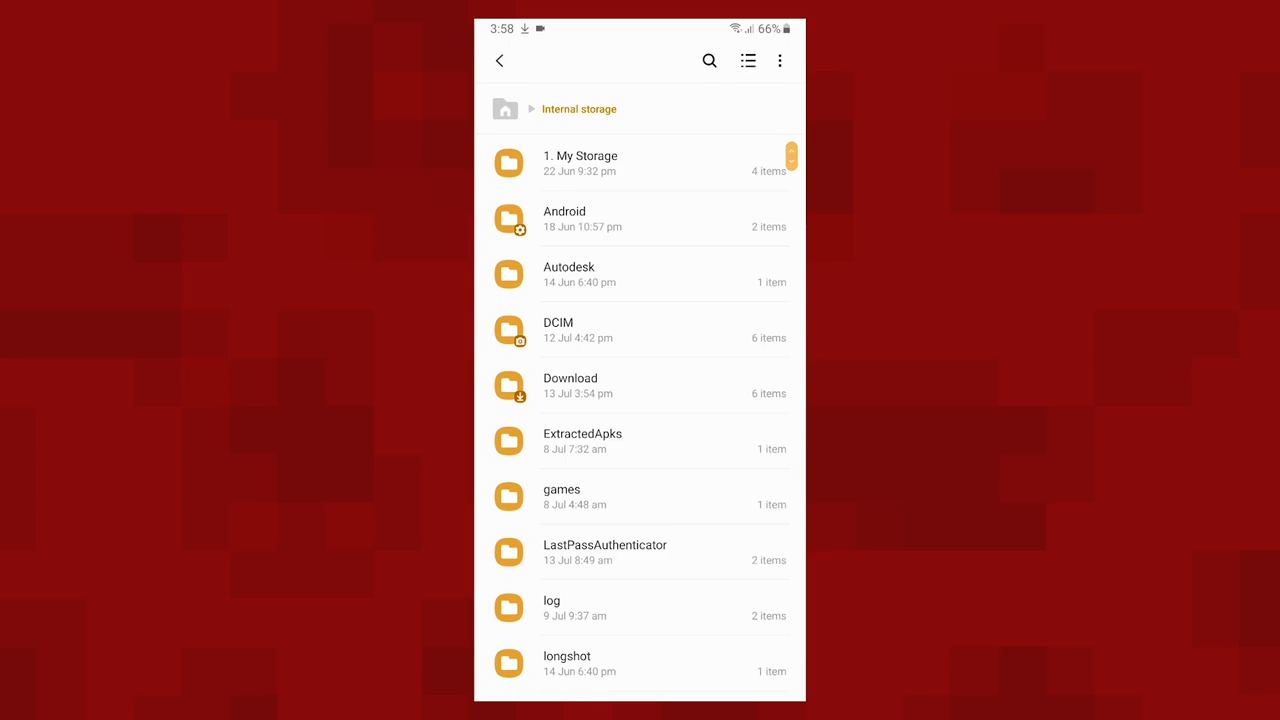 3:58 66%
Internal storage
1. My Storage
22 Jun 9:32 pm 4 items
Android
18 Jun 10:57 pm 2 items
Autodesk
14 Jun 6:40 pm 1 item
DCIM
12 Jul 4:42 pm 6 items
Download
13 Jul 3:54 pm 6 items
ExtractedApks
8 Jul 7:32 am 1 item
games
8 Jul 4:48 am 1 item
LastPassAuthenticator
13 Jul 8:49 am 2 items
log
9 Jul 9:37 am 2 items
longshot
14 Jun 6:40 pm 1 item